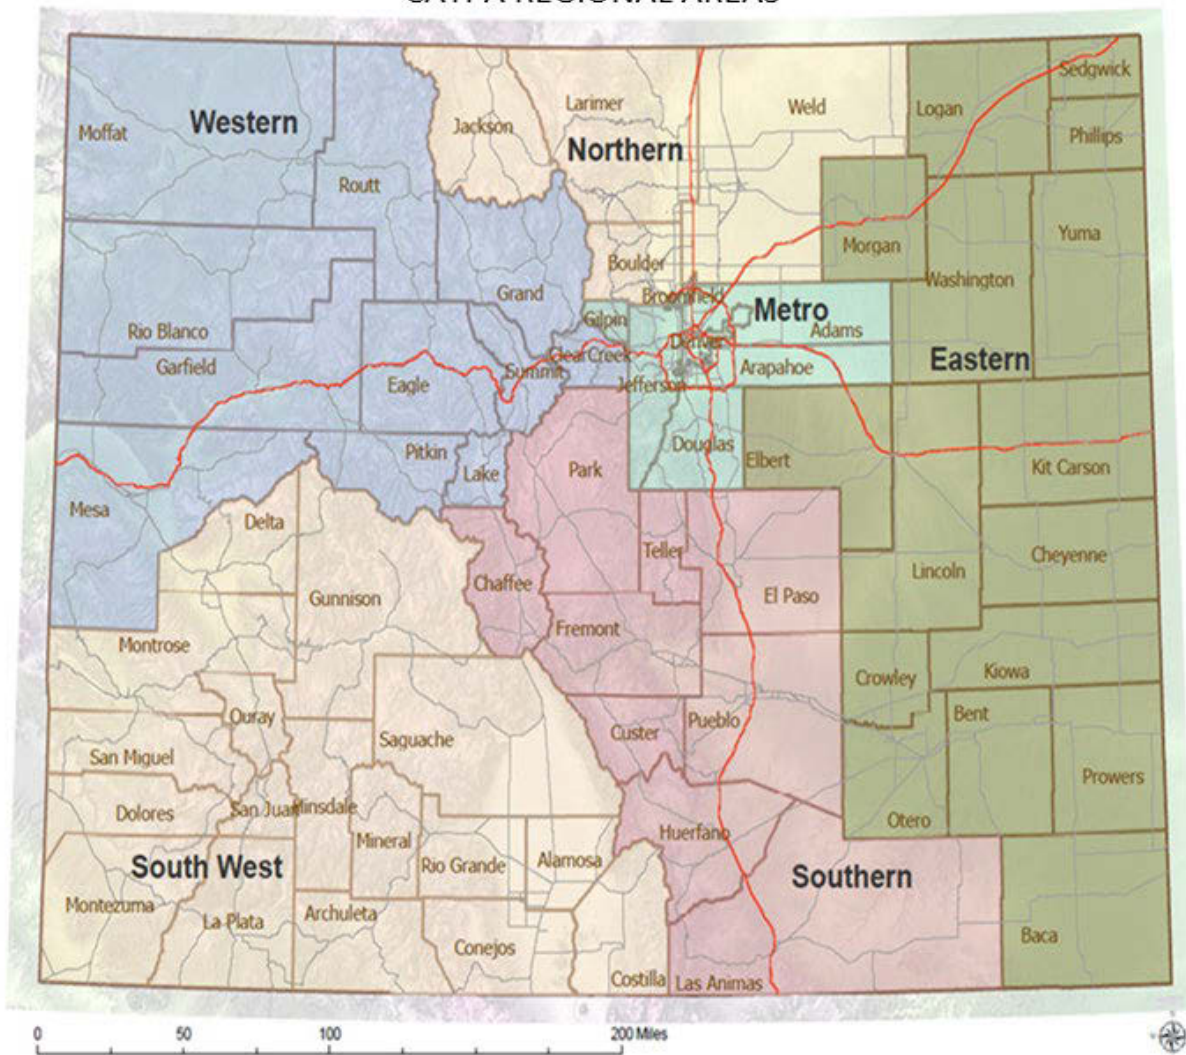 CATPA REGIONAL AREAS
Sedgwick
Moffat
Western
Jackson
Larimer
Weld
Logan
Phillips
Northern
Routt
Morgan
Yuma
Boulder
Washington
Grand
Broomfield
Rio Blanco
Gilpin
Metro
Adams
Denver
Garfield
Clear Creek
Summit
Eagle
Jefferson
Arapahoe
Eastern
Pitkin
Lake
Park
Douglas
Elbert
Kit Carson
Mesa
Delta
Teller
Cheyenne
Gunnison
Chaffee
El Paso
Lincoln
Montrose
Fremont
Kiowa
Crowley
Ouray
Saguache
Custer
Pueblo
Bent
San Miguel
Prowers
Dolores
San Juan
Hinsdale
Mineral
Huerfano
Otero
South West
Rio Grande
Alamosa
Southern
Montezuma
La Plata
Archuleta
Conejos
Costilla
Las Animas
Baca
0 50 100 200 Miles